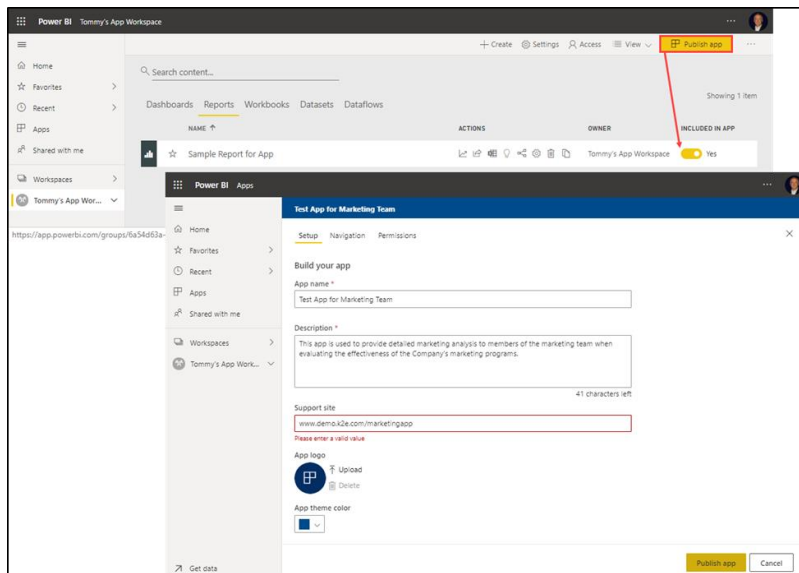 Power BI Tommy's App Workspace
+ Create Settings Access View Publish app
Home
Favorites
Recent
Apps
Shared with me
Workspaces
Tommy's App Wor...
Search content...
Showing 1 item
Dashboards Reports Workbooks Datasets Dataflows
NAME ACTIONS OWNER INCLUDED IN APP
Sample Report for App Tommy's App Workspace Yes
https://app.powerbi.com/groups/6a54d63a-
Power BI Apps
Home
Favorites
Recent
Apps
Shared with me
Workspaces
Tommy's App Work...
Get data
Test App for Marketing Team
Setup Navigation Permissions
Build your app
App name *
Test App for Marketing Team
Description *
This app is used to provide detailed marketing analysis to members of the marketing team when
evaluating the effectiveness of the Company's marketing programs.
41 characters left
Support site
www.demo.k2e.com/marketingapp
Please enter a valid value
App logo
Upload
Delete
App theme color
Publish app Cancel